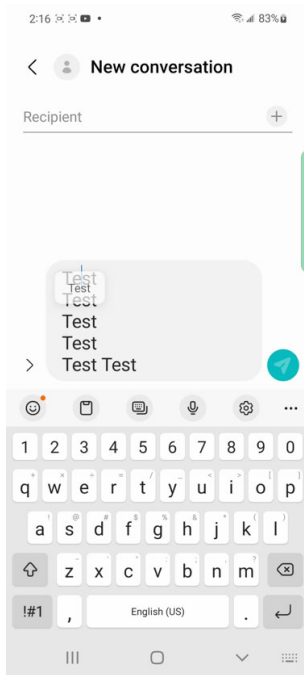 2:16
83%
New conversation
Recipient
Test
Test
Test
Test
Test
Test Test
1 2 3 4 5 6 7 8 9 0
q w e r t y u i o p
a s d f g h j k l
z x c v b n m
!#1 , English (US) .